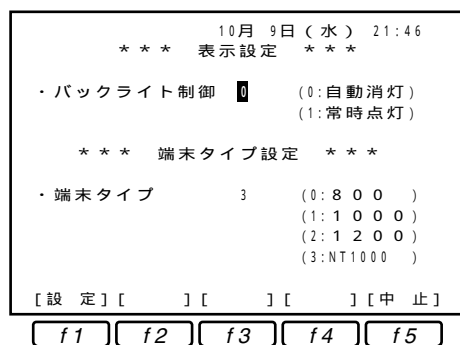 10月 9日(水) 21:46
*** 表示設定 ***
・バックライト制御 0 (0:自動消灯)
(1:常時点灯)
*** 端末タイプ設定 ***
・端末タイプ 3 (0:800 )
(1:1000)
(2:1200)
(3:NT1000 )
[設 定][ ][ ][ ][中 止]
f1 f2 f3 f4 f5